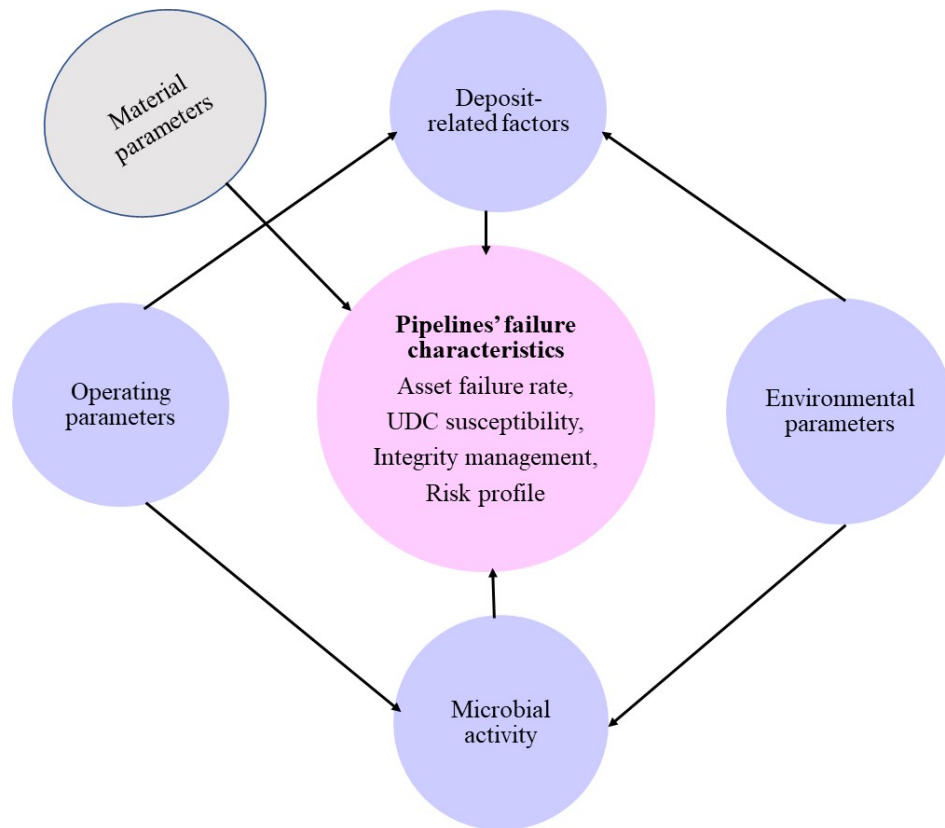 Material
parameters
Deposit-
related factors
Pipelines’ failure
characteristics
Asset failure rate,
UDC susceptibility,
Integrity management,
Risk profile
Operating
parameters
Environmental
parameters
Microbial
activity